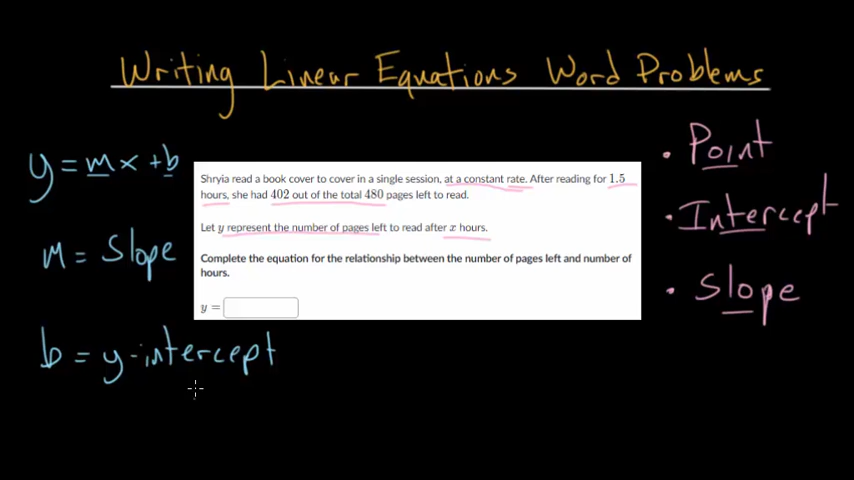 Writing Linear Equations Word Problems
y = mx + b
m = Slope
b = y-intercept
Shryia read a book cover to cover in a single session, at a constant rate. After reading for 1.5
hours, she had 402 out of the total 480 pages left to read.
Let y represent the number of pages left to read after x hours.
Complete the equation for the relationship between the number of pages left and number of
hours.
y =
• Point
• Intercept
• Slope